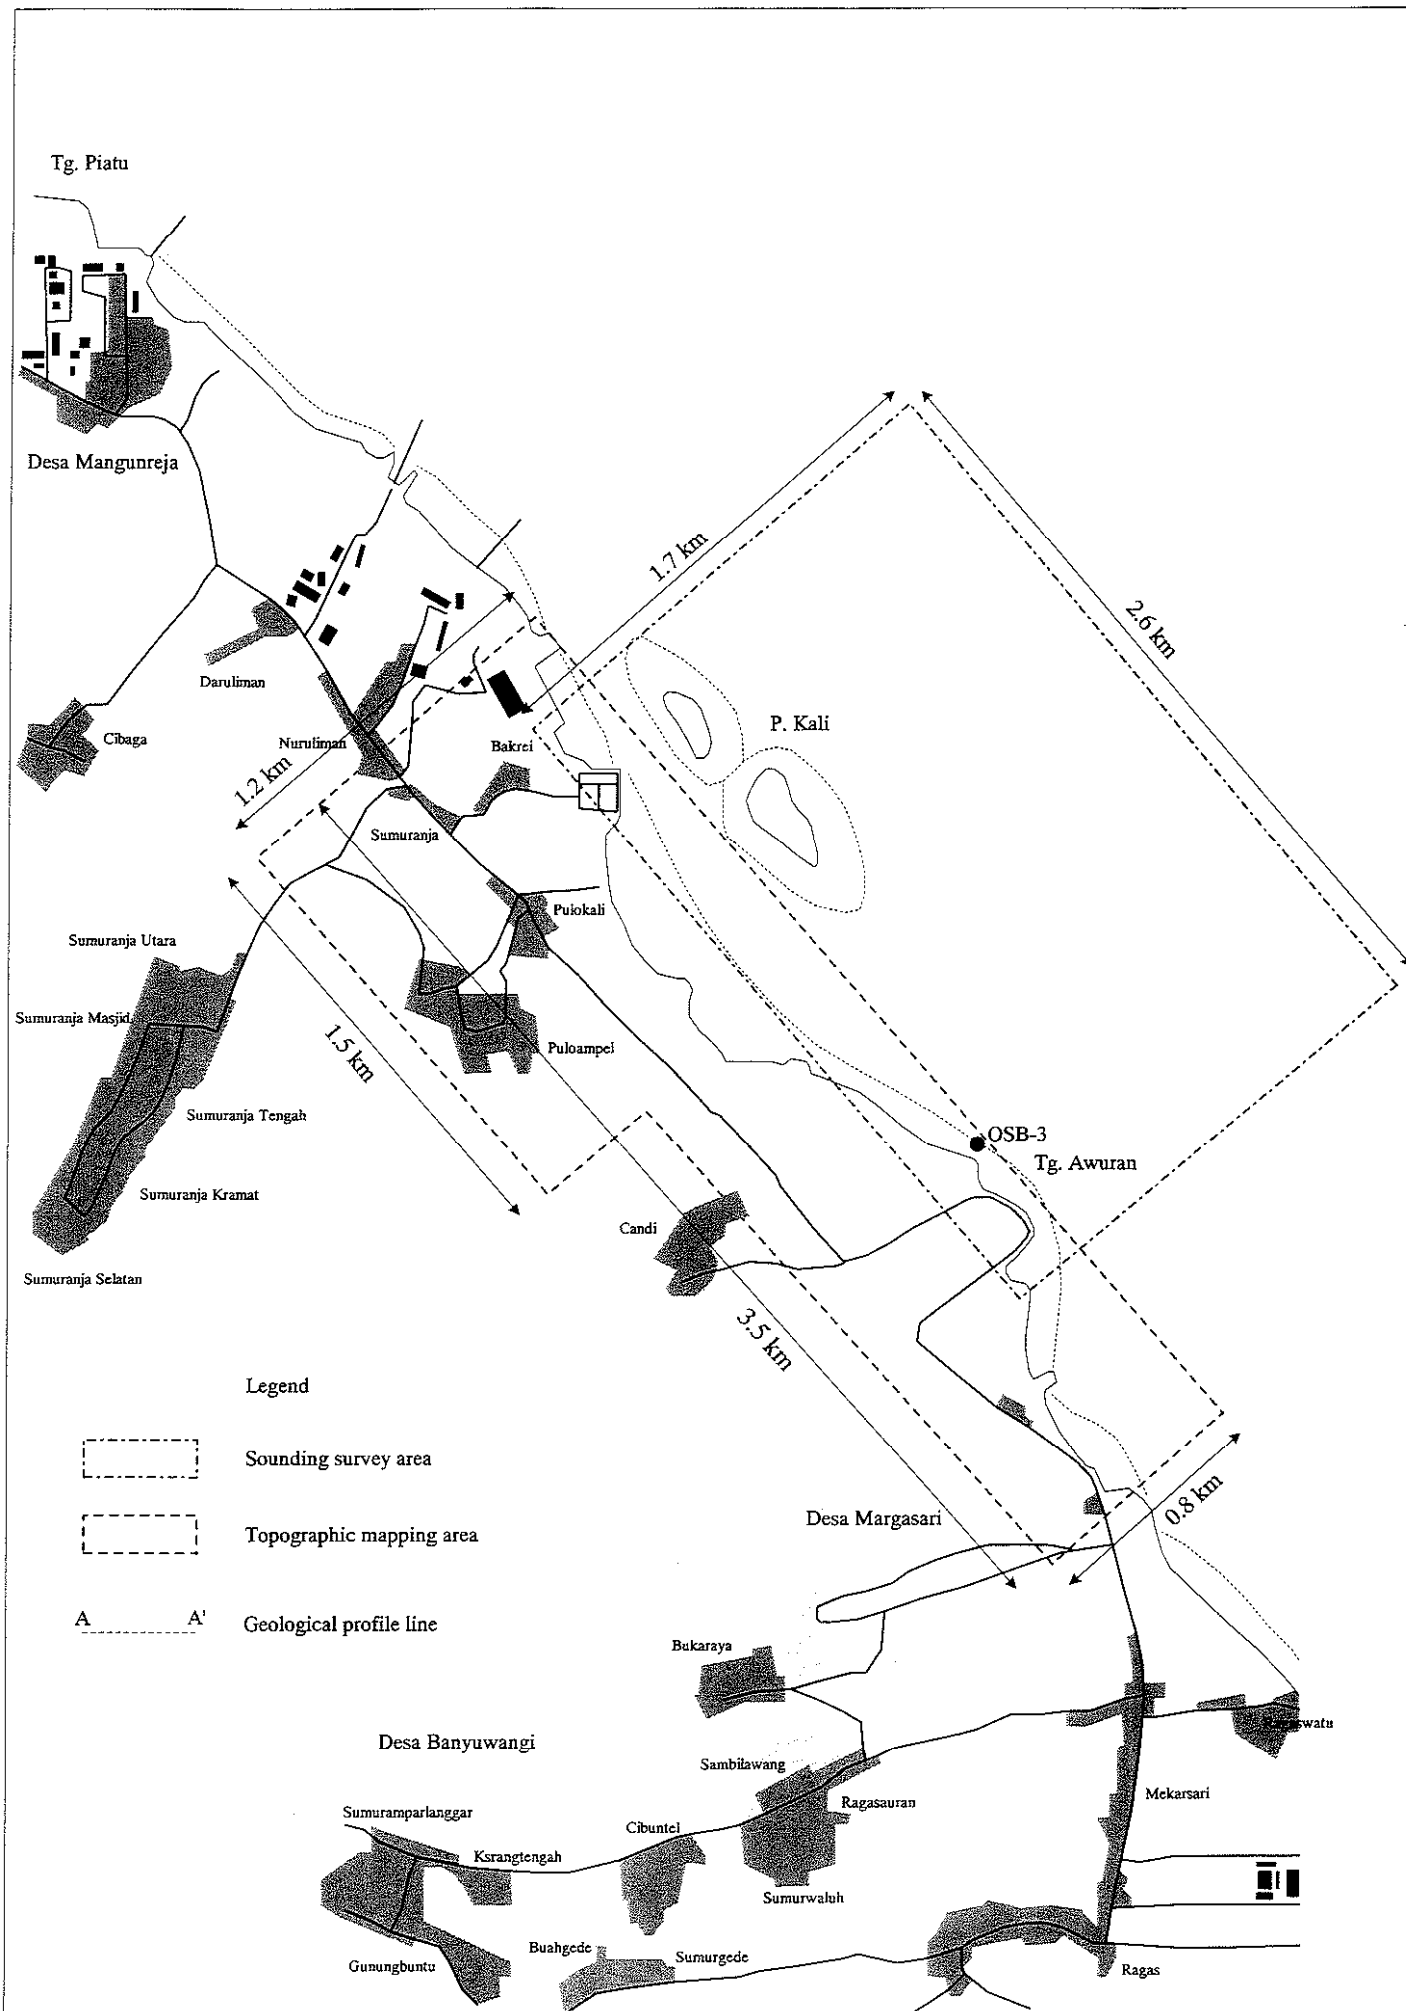 Tg. Piatu
Desa Mangunreja
1.7 km
2.6 km
Daruliman
Cibaga
Nuruliman
Bakrei
P. Kali
1.2 km
Sumuranja
Pulokali
Sumuranja Utara
Sumuranja Masjid
1.5 km
Puloampel
Sumuranja Tengah
OSB-3
Tg. Awuran
Sumuranja Kramat
Candi
Sumuranja Selatan
3.5 km
Legend
Sounding survey area
0.8 km
Desa Margasari
Topographic mapping area
A A' Geological profile line
Bukaraya
Ragaswatu
Desa Banyuwangi
Sambilawang
Mekarsari
Ragasauran
Sumuramparlanggar
Cibuntel
Ksrangtengah
Sumurwaluh
Buahgede
Sumurgede
Gunungbuntu
Ragas